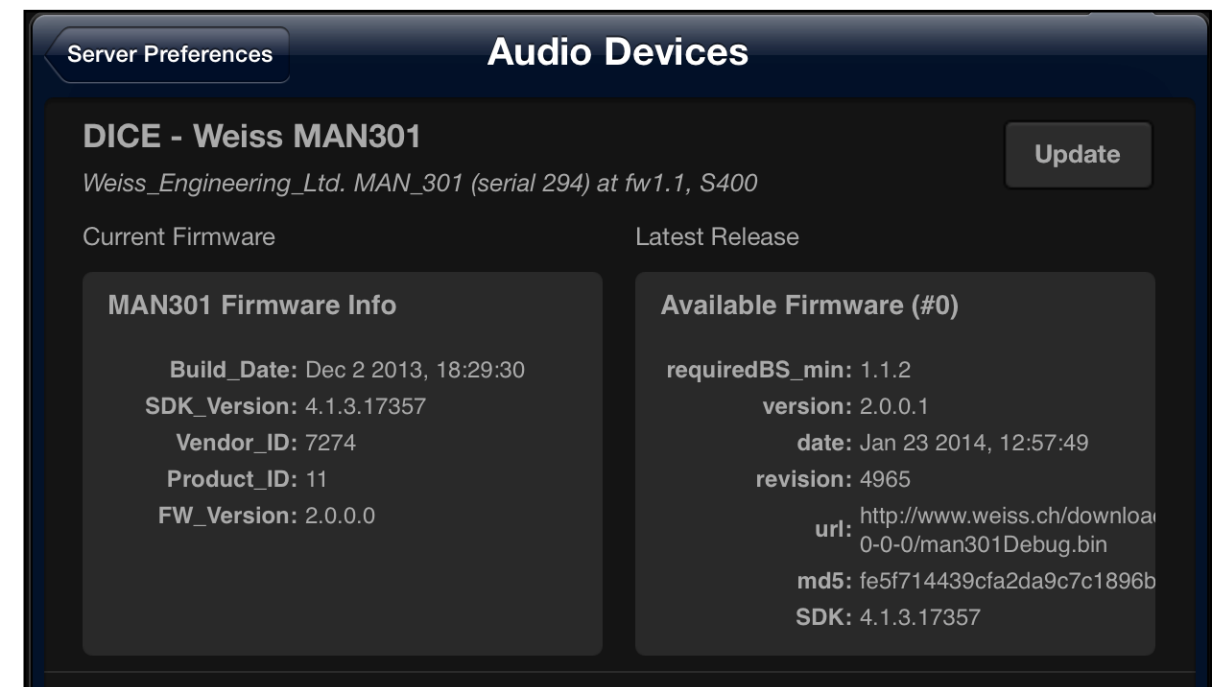 Server Preferences
Audio Devices
DICE - Weiss MAN301
Update
Weiss_Engineering_Ltd. MAN_301 (serial 294) at fw1.1, S400
Current Firmware
Latest Release
MAN301 Firmware Info
Build_Date: Dec 2 2013, 18:29:30
SDK_Version: 4.1.3.17357
Vendor_ID: 7274
Product_ID: 11
FW_Version: 2.0.0.0
Available Firmware (#0)
requiredBS_min: 1.1.2
version: 2.0.0.1
date: Jan 23 2014, 12:57:49
revision: 4965
url: http://www.weiss.ch/downloa
0-0-0/man301Debug.bin
md5: fe5f714439cfa2da9c7c1896b
SDK: 4.1.3.17357